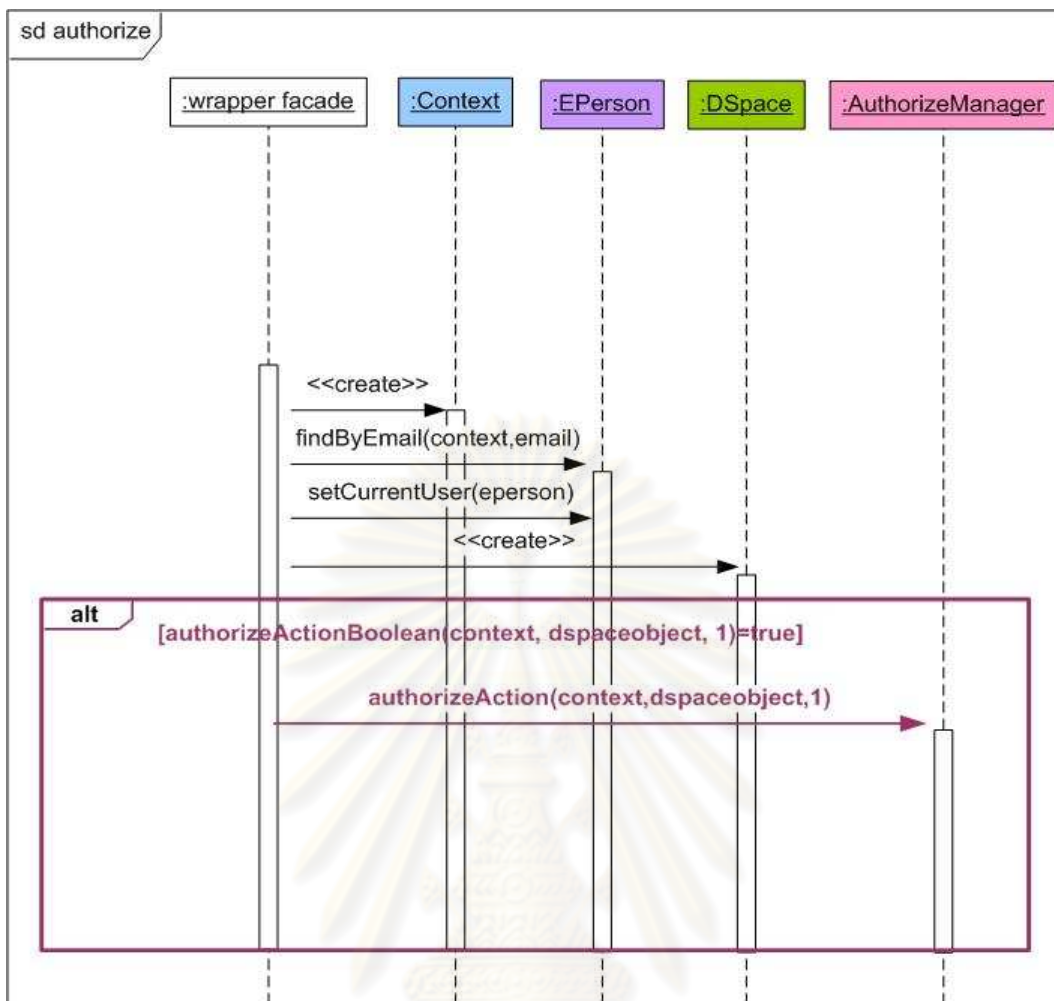 sd authorize
:wrapper facade
:Context
:EPerson
:DSpace
:AuthorizeManager
<<create>>
findByEmail(context,email)
setCurrentUser(eperson)
<<create>>
alt
[authorizeActionBoolean(context, dspaceobject, 1)=true]
authorizeAction(context,dspaceobject,1)